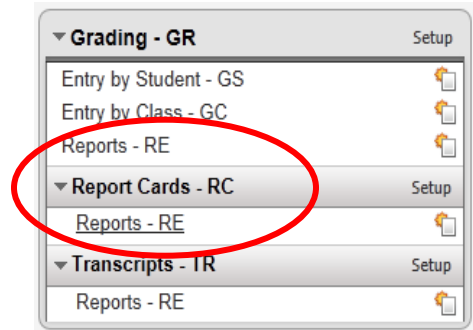 Grading - GR Setup
Entry by Student - GS
Entry by Class - GC
Reports - RE
Report Cards - RC Setup
Reports - RE
Transcripts - TR Setup
Reports - RE